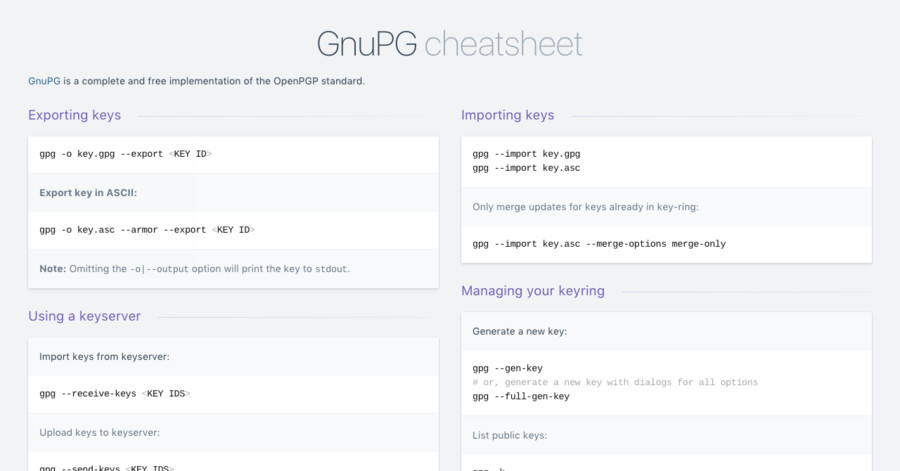 GnuPG cheatsheet
GnuPG is a complete and free implementation of the OpenPGP standard.
Exporting keys
gpg -o key.gpg --export <KEY ID>
Export key in ASCII:
gpg -o key.asc --armor --export <KEY ID>
Note: Omitting the -o|--output option will print the key to stdout.
Using a keyserver
Import keys from keyserver:
gpg --receive-keys <KEY IDS>
Upload keys to keyserver:
gpg --send-keys <KEY IDS>
Importing keys
gpg --import key.gpg
gpg --import key.asc
Only merge updates for keys already in key-ring:
gpg --import key.asc --merge-options merge-only
Managing your keyring
Generate a new key:
gpg --gen-key
# or, generate a new key with dialogs for all options
gpg --full-gen-key
List public keys: